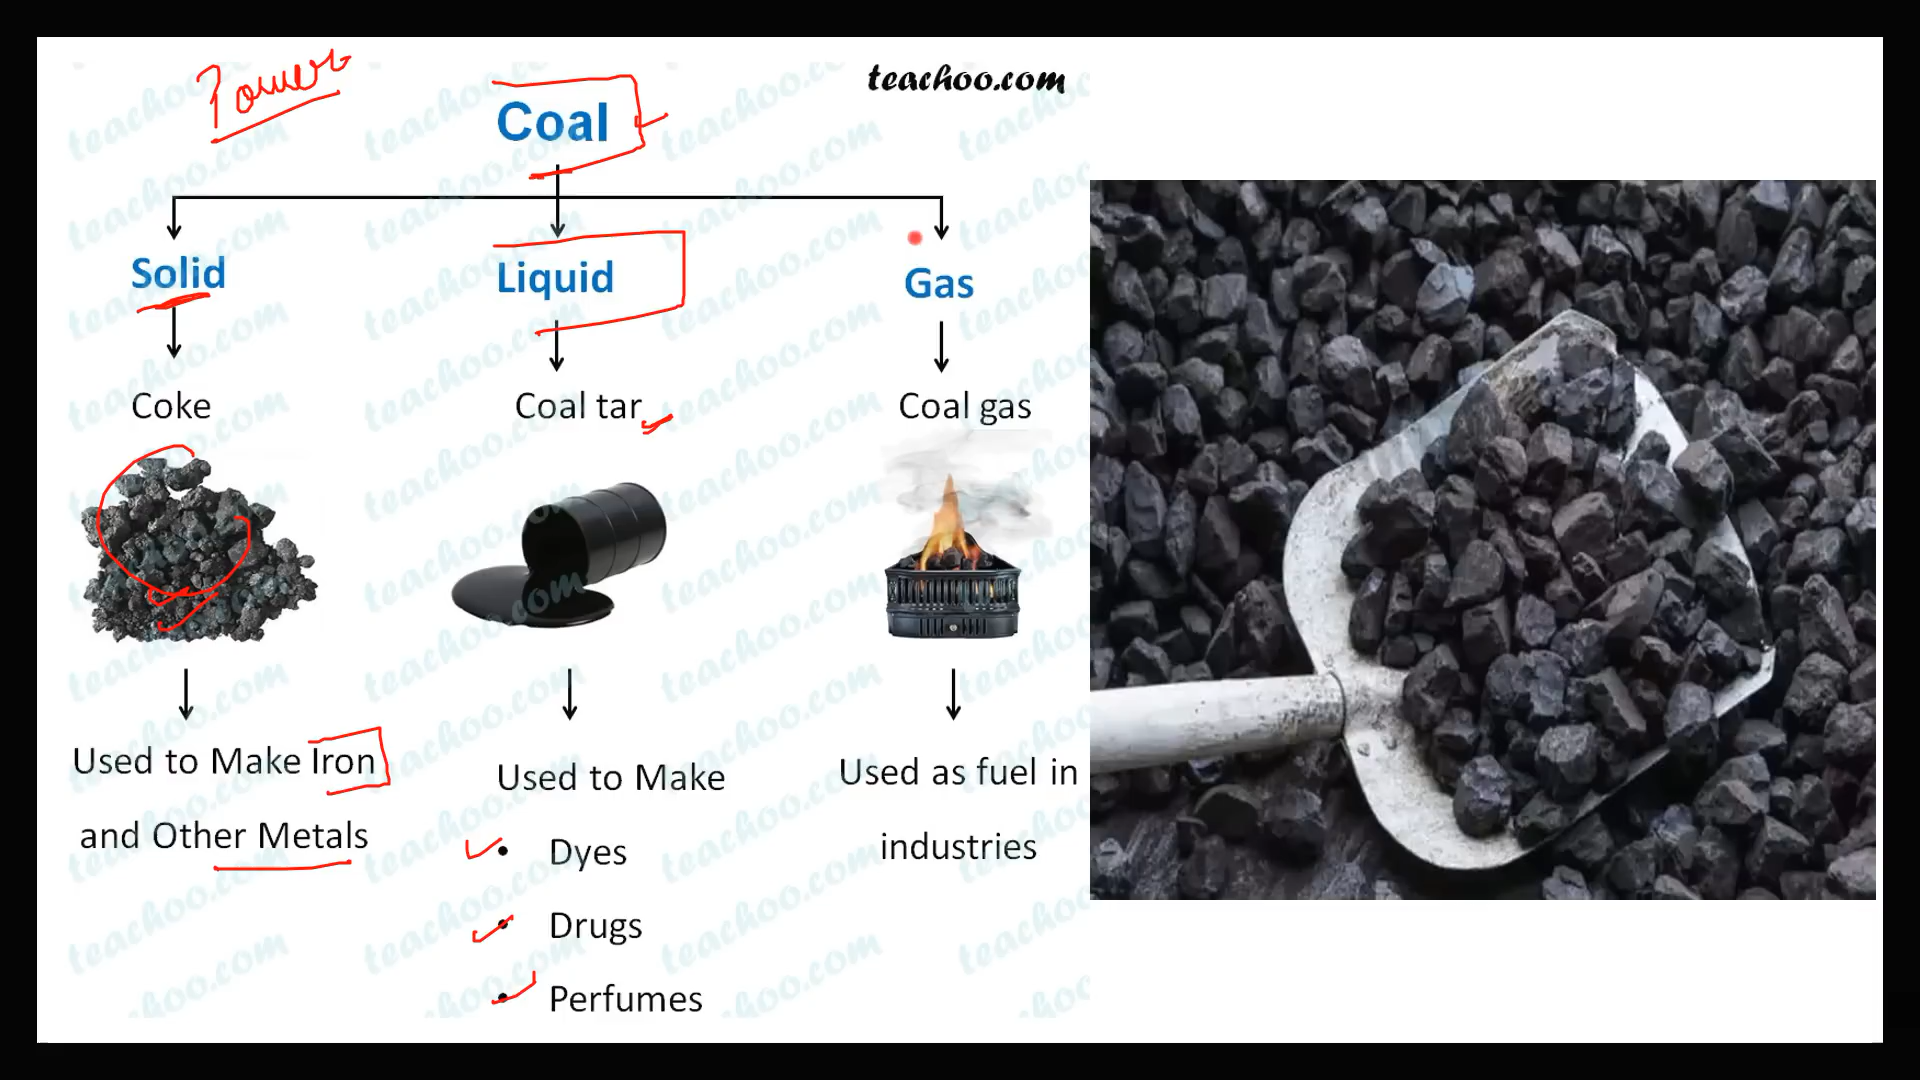 Power
teachoo.com
Coal
Solid
Liquid
Gas
Coke
Coal tar
Coal gas
Used to Make Iron
and Other Metals
Used to Make
• Dyes
• Drugs
• Perfumes
Used as fuel in
industries